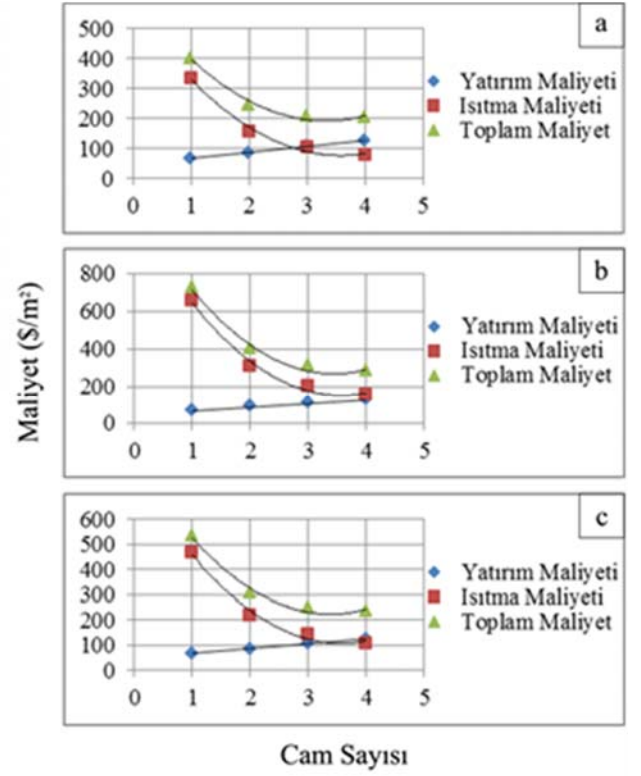 Maliyet ($/m²)
a
500
400
300
200
100
0
0 1 2 3 4 5
Yatırım Maliyeti
Isıtma Maliyeti
Toplam Maliyet
b
800
600
400
200
0
0 1 2 3 4 5
Yatırım Maliyeti
Isıtma Maliyeti
Toplam Maliyet
c
600
500
400
300
200
100
0
0 1 2 3 4 5
Yatırım Maliyeti
Isıtma Maliyeti
Toplam Maliyet
Cam Sayısı